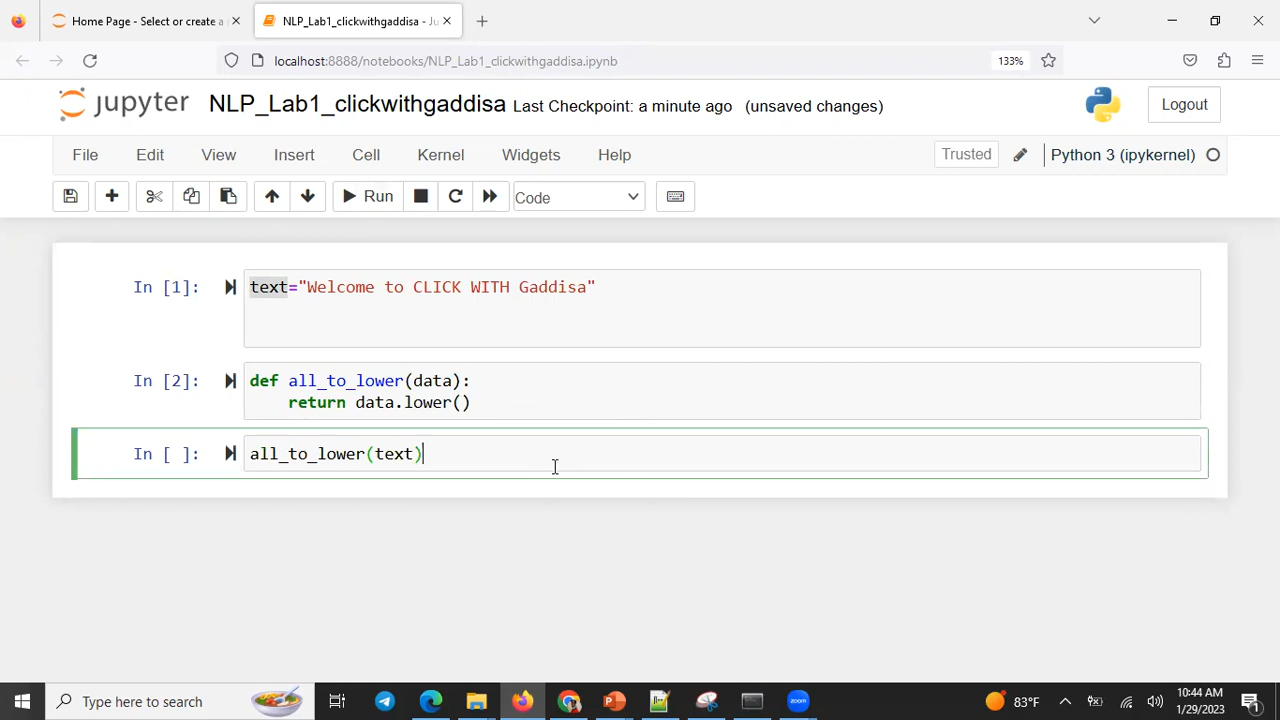 Home Page - Select or create a
NLP_Lab1_clickwithgaddisa - Ju
localhost:8888/notebooks/NLP_Lab1_clickwithgaddisa.ipynb
133%
jupyter NLP_Lab1_clickwithgaddisa Last Checkpoint: a minute ago (unsaved changes)
Logout
File Edit View Insert Cell Kernel Widgets Help
Trusted
Python 3 (ipykernel)
Run
Code
In [1]: text="Welcome to CLICK WITH Gaddisa"
In [2]: def all_to_lower(data):
return data.lower()
In [ ]: all_to_lower(text)
Type here to search
zoom
83°F
10:44 AM
1/29/2023
1